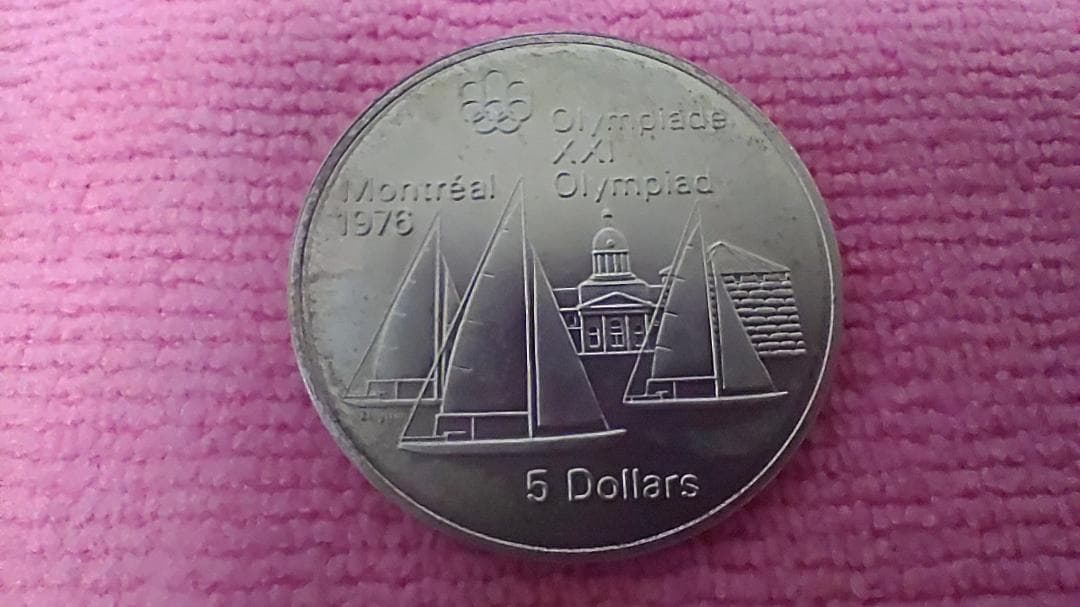 Olympiade
XXI
Olympiad
Montréal
1976
5 Dollars